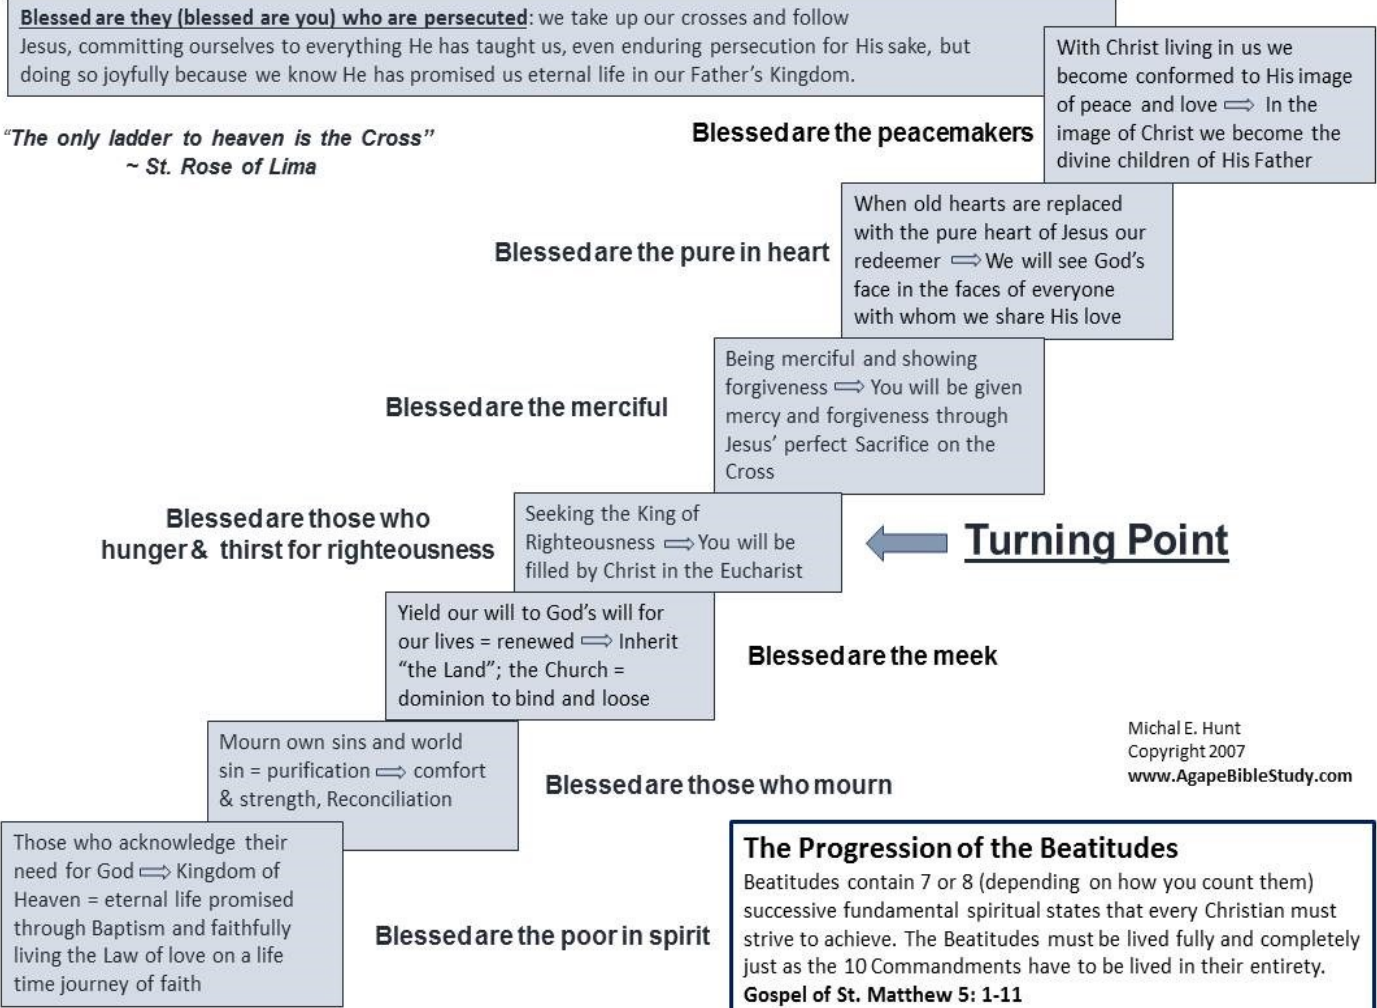 Blessed are they (blessed are you) who are persecuted: we take up our crosses and follow
Jesus, committing ourselves to everything He has taught us, even enduring persecution for His sake, but
doing so joyfully because we know He has promised us eternal life in our Father's Kingdom.
"The only ladder to heaven is the Cross"
~ St. Rose of Lima
Blessed are the peacemakers
With Christ living in us we
become conformed to His image
of peace and love ⇨ In the
image of Christ we become the
divine children of His Father
Blessed are the pure in heart
When old hearts are replaced
with the pure heart of Jesus our
redeemer ⇨ We will see God's
face in the faces of everyone
with whom we share His love
Blessed are the merciful
Being merciful and showing
forgiveness ⇨ You will be given
mercy and forgiveness through
Jesus' perfect Sacrifice on the
Cross
Blessed are those who
hunger & thirst for righteousness
Seeking the King of
Righteousness ⇨ You will be
filled by Christ in the Eucharist
Turning Point
Yield our will to God's will for
our lives = renewed ⇨ Inherit
"the Land"; the Church =
dominion to bind and loose
Blessed are the meek
Mourn own sins and world
sin = purification ⇨ comfort
& strength, Reconciliation
Blessed are those who mourn
Michal E. Hunt
Copyright 2007
www.AgapeBibleStudy.com
Those who acknowledge their
need for God ⇨ Kingdom of
Heaven = eternal life promised
through Baptism and faithfully
living the Law of love on a life
time journey of faith
Blessed are the poor in spirit
The Progression of the Beatitudes
Beatitudes contain 7 or 8 (depending on how you count them)
successive fundamental spiritual states that every Christian must
strive to achieve. The Beatitudes must be lived fully and completely
just as the 10 Commandments have to be lived in their entirety.
Gospel of St. Matthew 5: 1-11